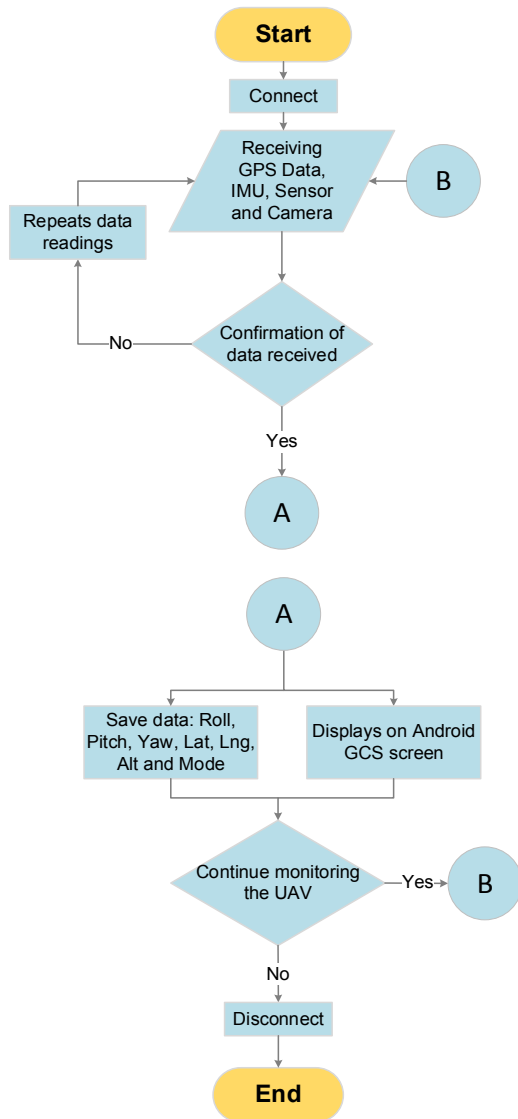 Start
Connect
Receiving
GPS Data,
IMU, Sensor
and Camera
B
Repeats data
readings
Confirmation of
data received
No
Yes
A
A
Save data: Roll,
Pitch, Yaw, Lat, Lng,
Alt and Mode
Displays on Android
GCS screen
Continue monitoring
the UAV
Yes
B
No
Disconnect
End